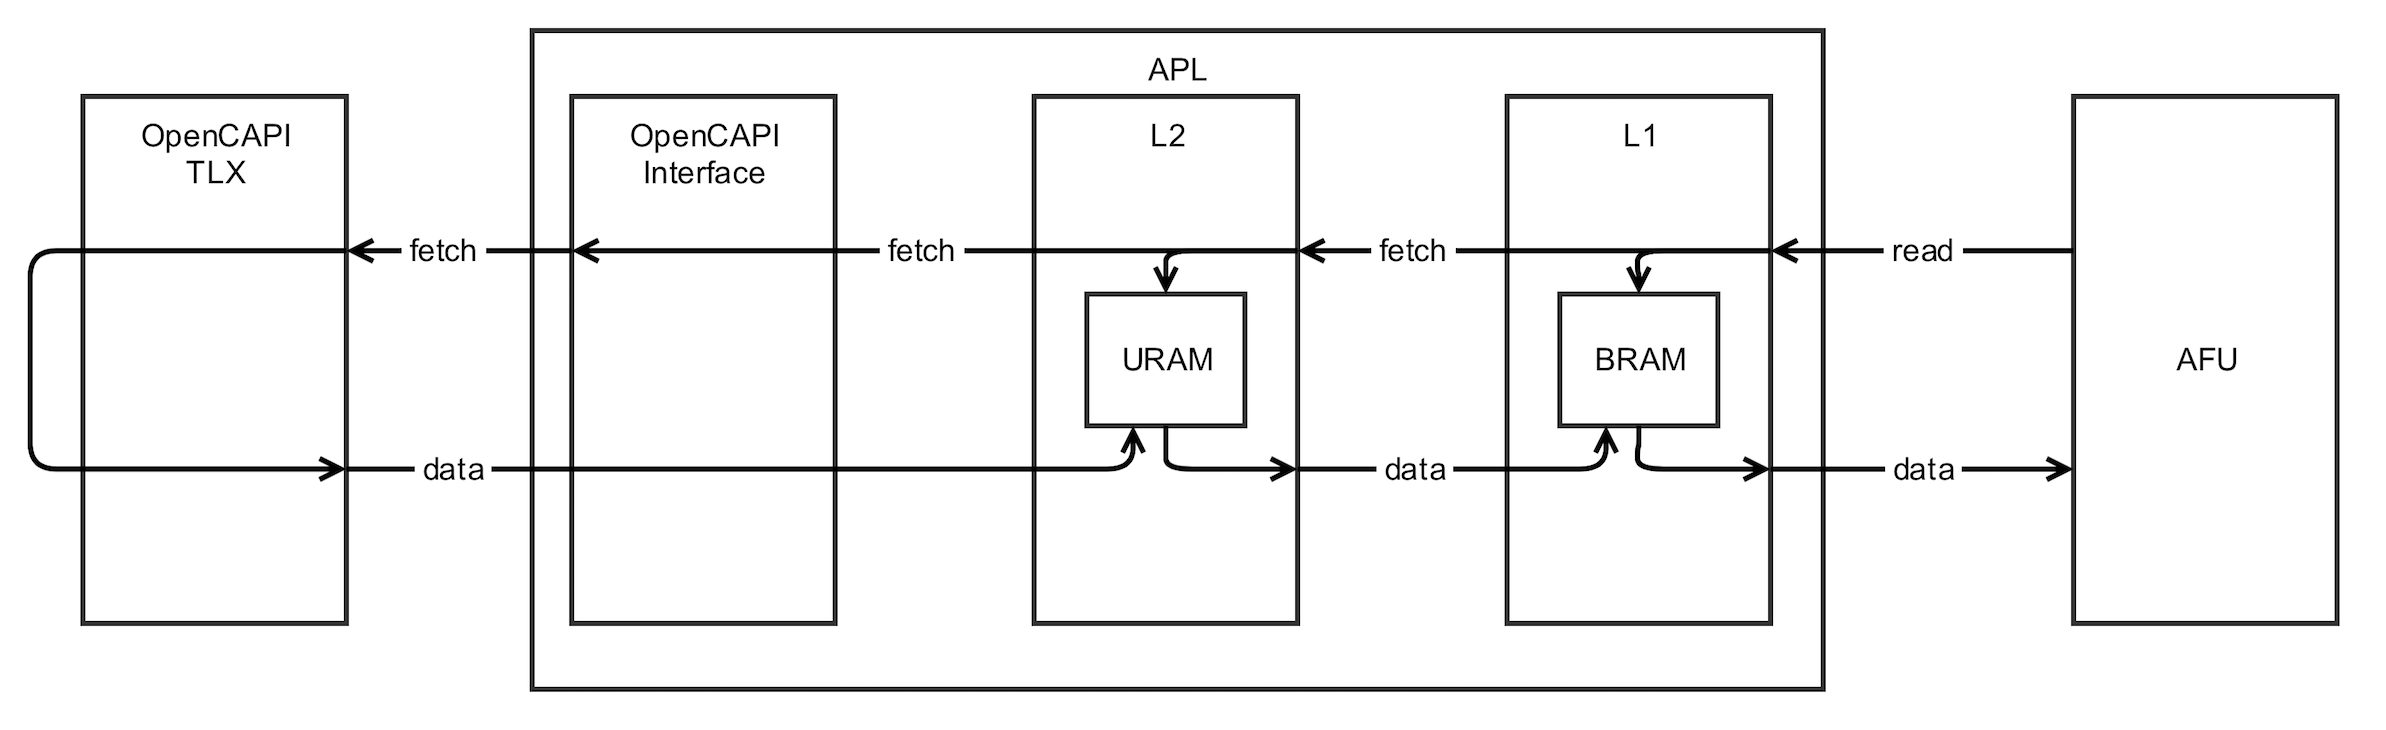 APL
OpenCAPI
TLX
OpenCAPI
Interface
L2
L1
fetch
fetch
fetch
read
URAM
BRAM
AFU
data
data
data